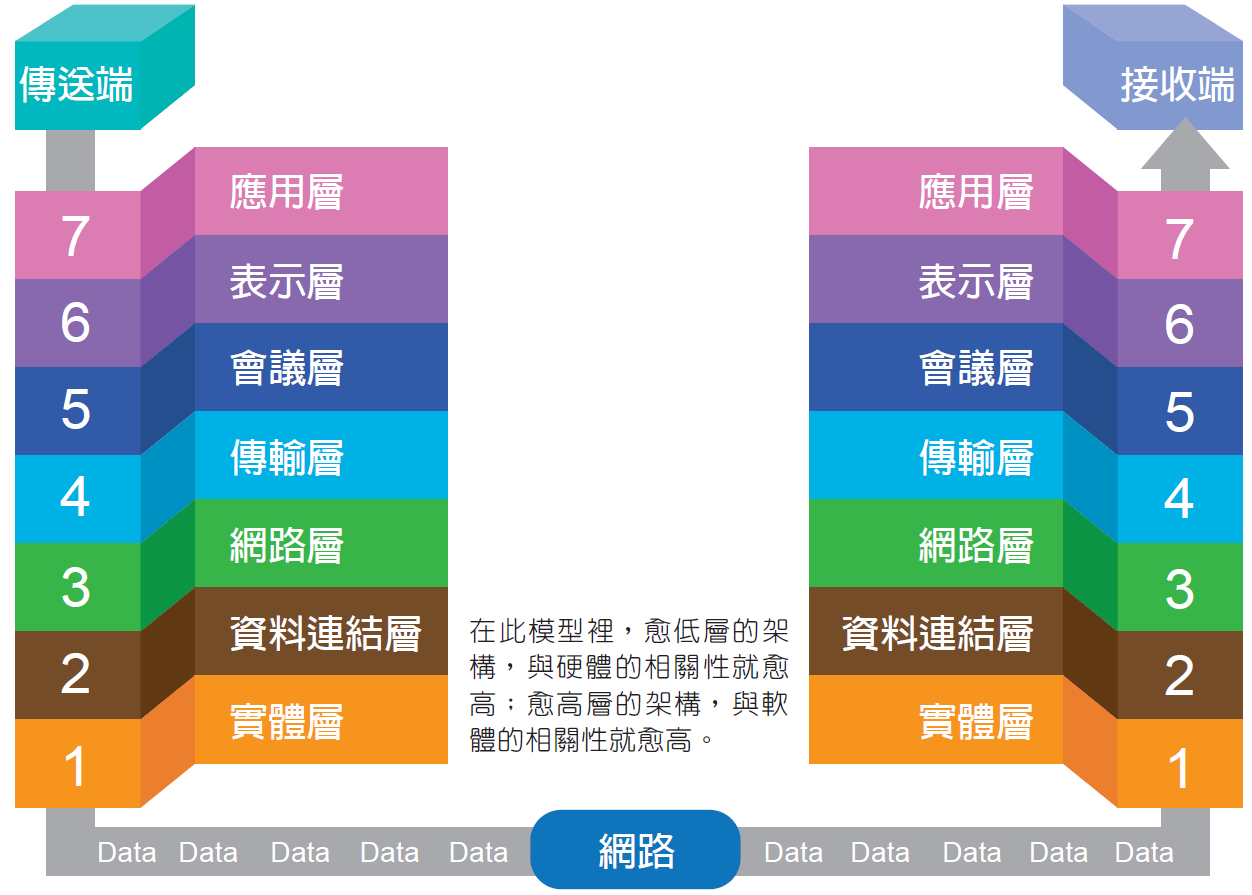 傳送端
接收端
7
應用層
應用層
7
6
表示層
表示層
6
5
會議層
會議層
5
4
傳輸層
傳輸層
4
3
網路層
網路層
3
2
資料連結層
資料連結層
2
1
實體層
實體層
1
在此模型裡，愈低層的架
構，與硬體的相關性就愈
高；愈高層的架構，與軟
體的相關性就愈高。
Data Data Data Data Data 網路 Data Data Data Data Data